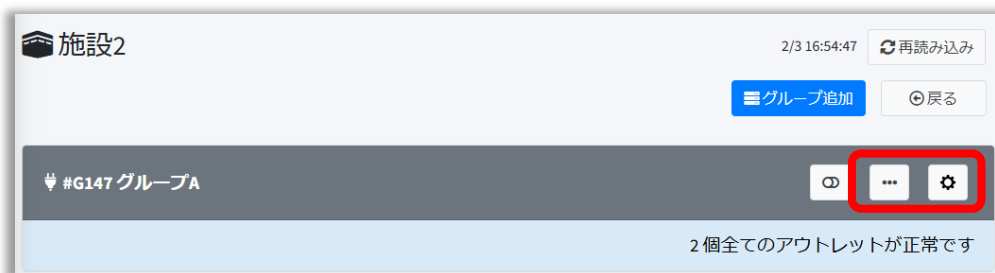 施設2
2/3 16:54:47 再読み込み
グループ追加 戻る
#G147 グループA
2個全てのアウトレットが正常です